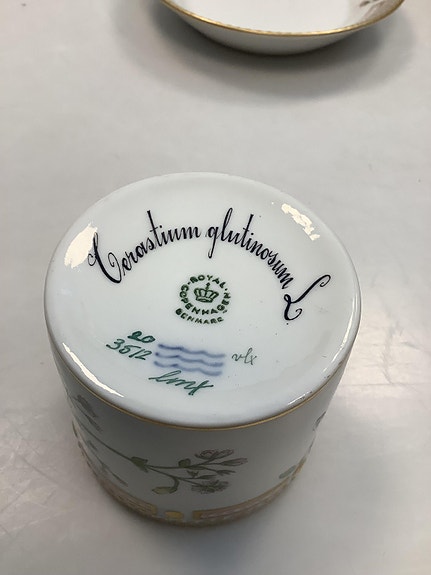 Cerastium glutinosum L.
ROYAL COPENHAGEN
DENMARK
20
3512